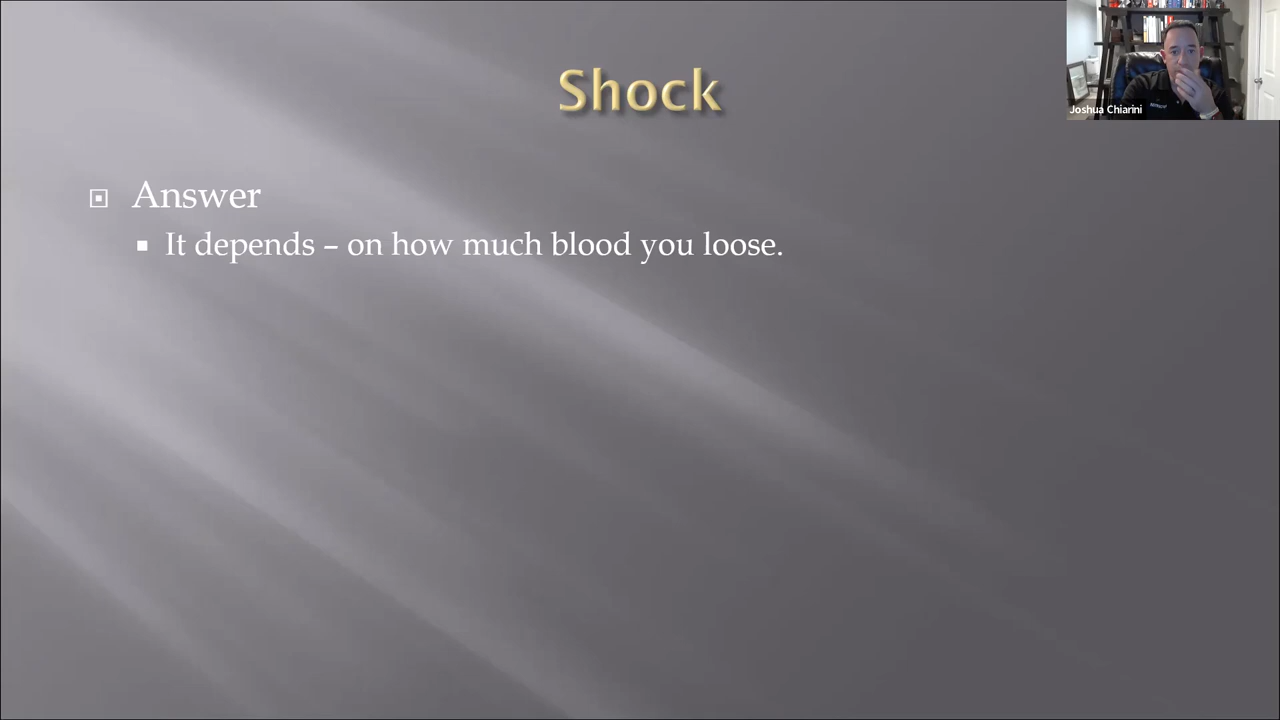 Shock
Joshua Chiarini
Answer
It depends – on how much blood you loose.